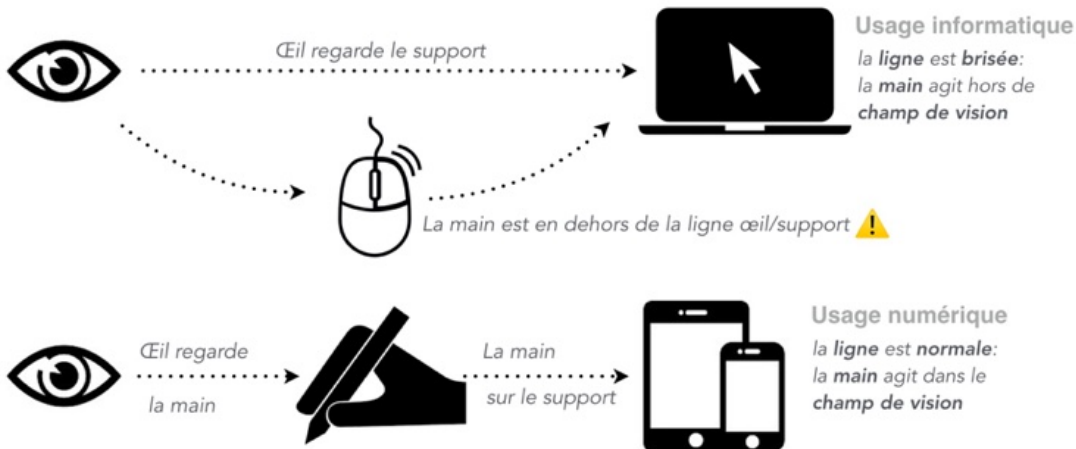 Œil regarde le support
Usage informatique
la ligne est brisée:
la main agit hors de
champ de vision
La main est en dehors de la ligne œil/support
Œil regarde
la main
La main
sur le support
Usage numérique
la ligne est normale:
la main agit dans le
champ de vision